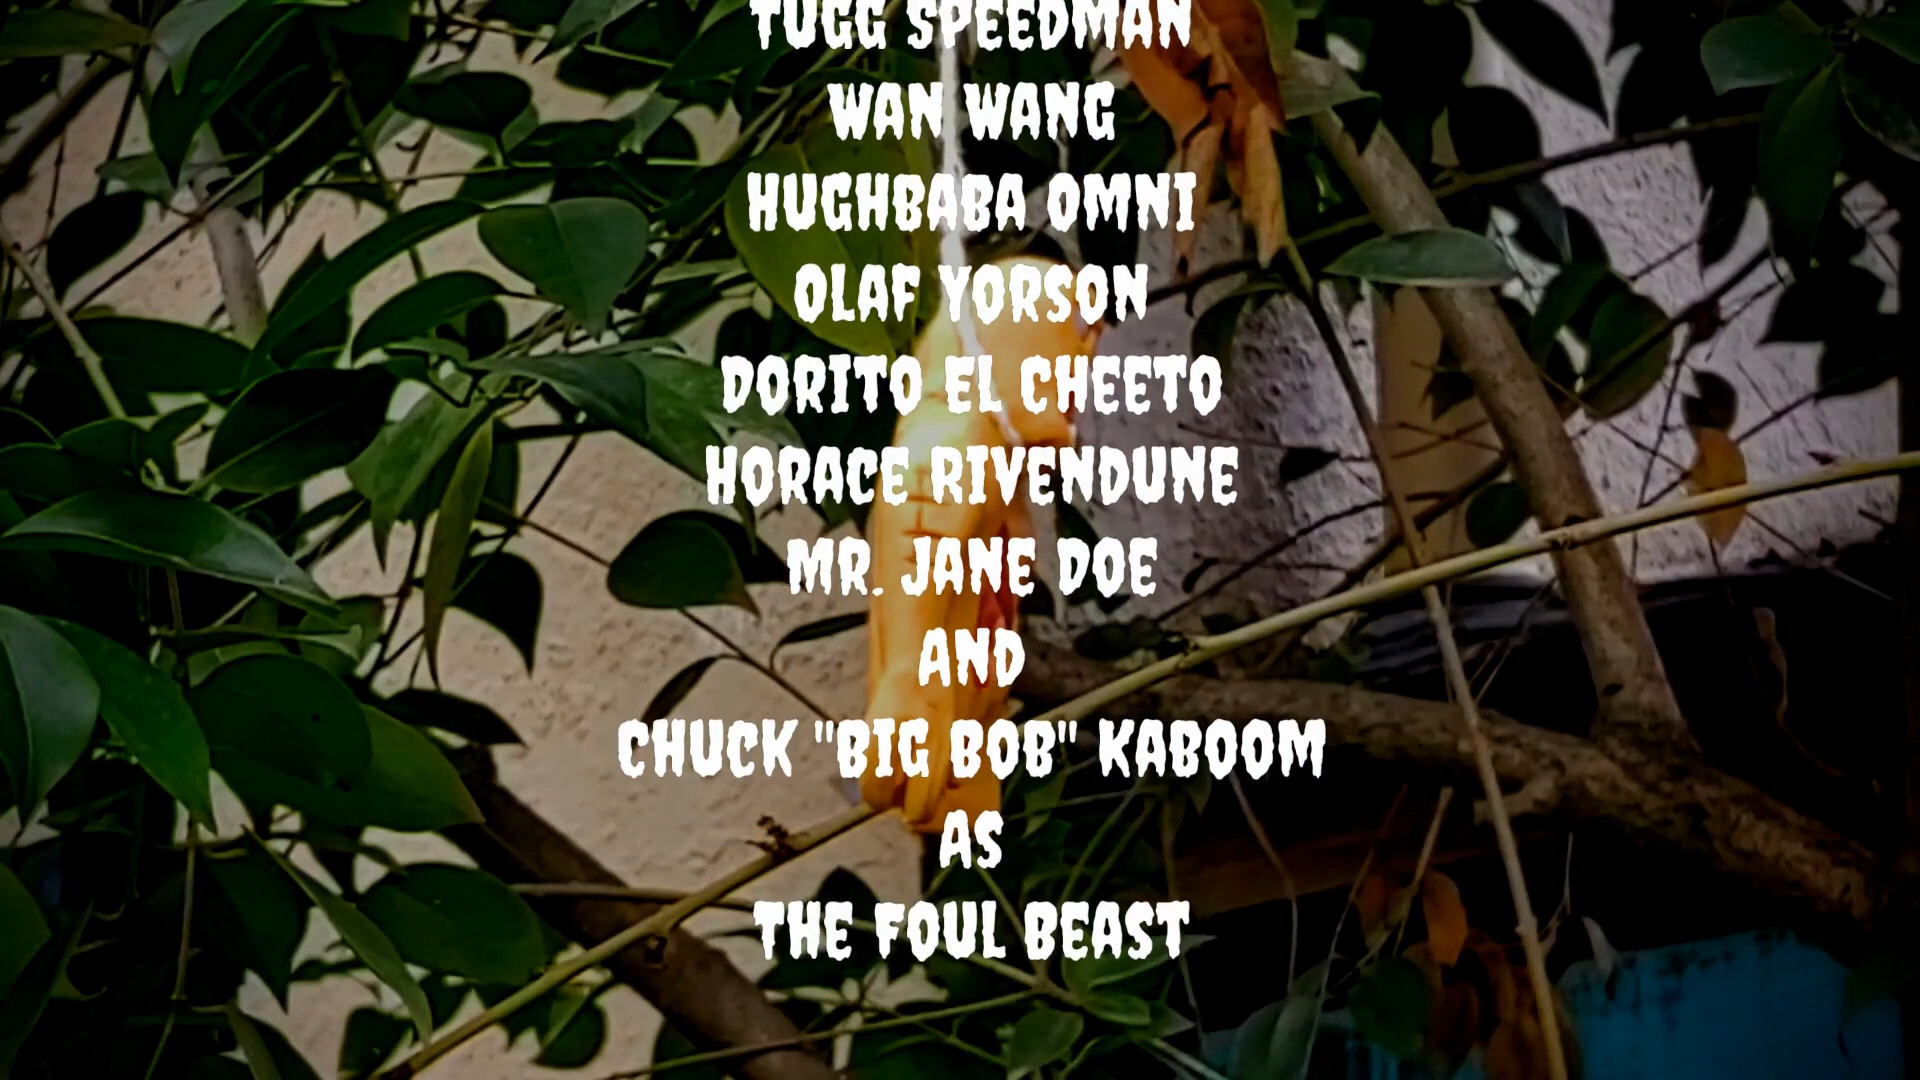 TUGG SPEEDMAN
WAN WANG
HUGHBABA OMNI
OLAF YORSON
DORITO EL CHEETO
HORACE RIVENDUNE
MR. JANE DOE
AND
CHUCK "BIG BOB" KABOOM
AS
THE FOUL BEAST